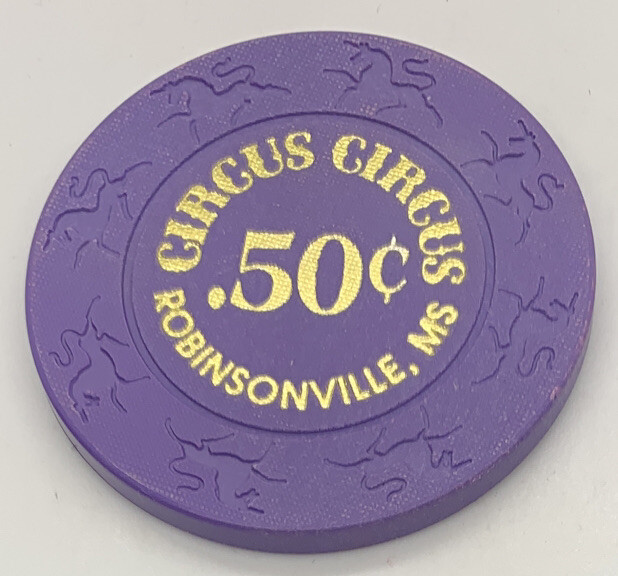 CIRCUS CIRCUS
.50¢
ROBINSONVILLE, MS